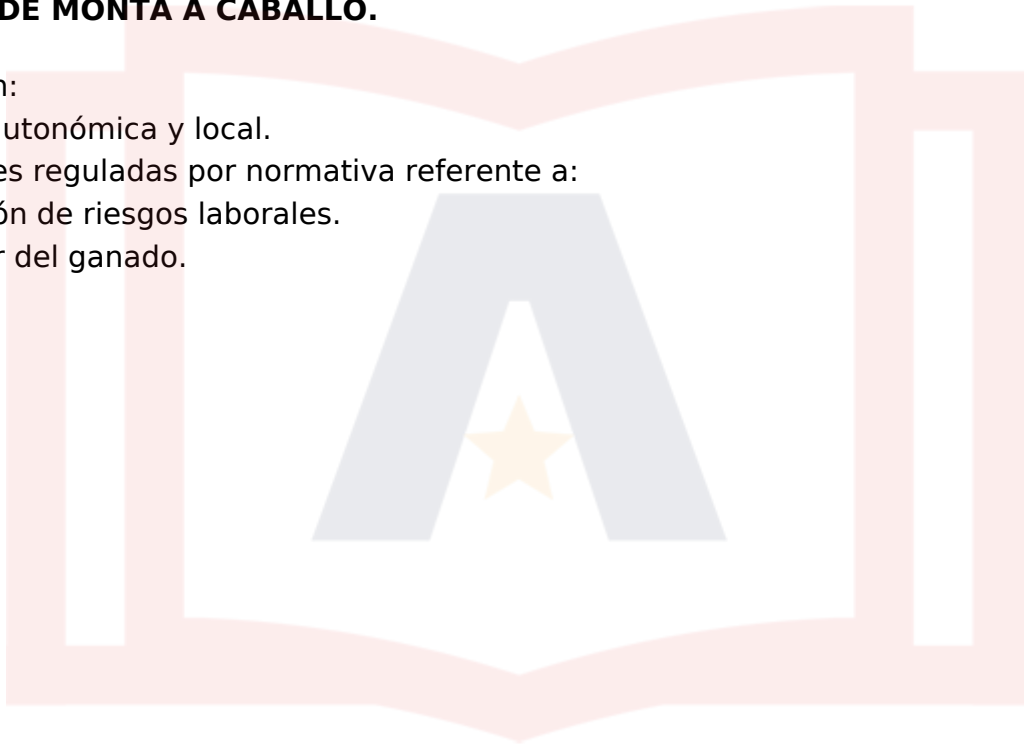 DE MONTA A CABALLO.
n:
utonómica y local.
es reguladas por normativa referente a:
ón de riesgos laborales.
r del ganado.